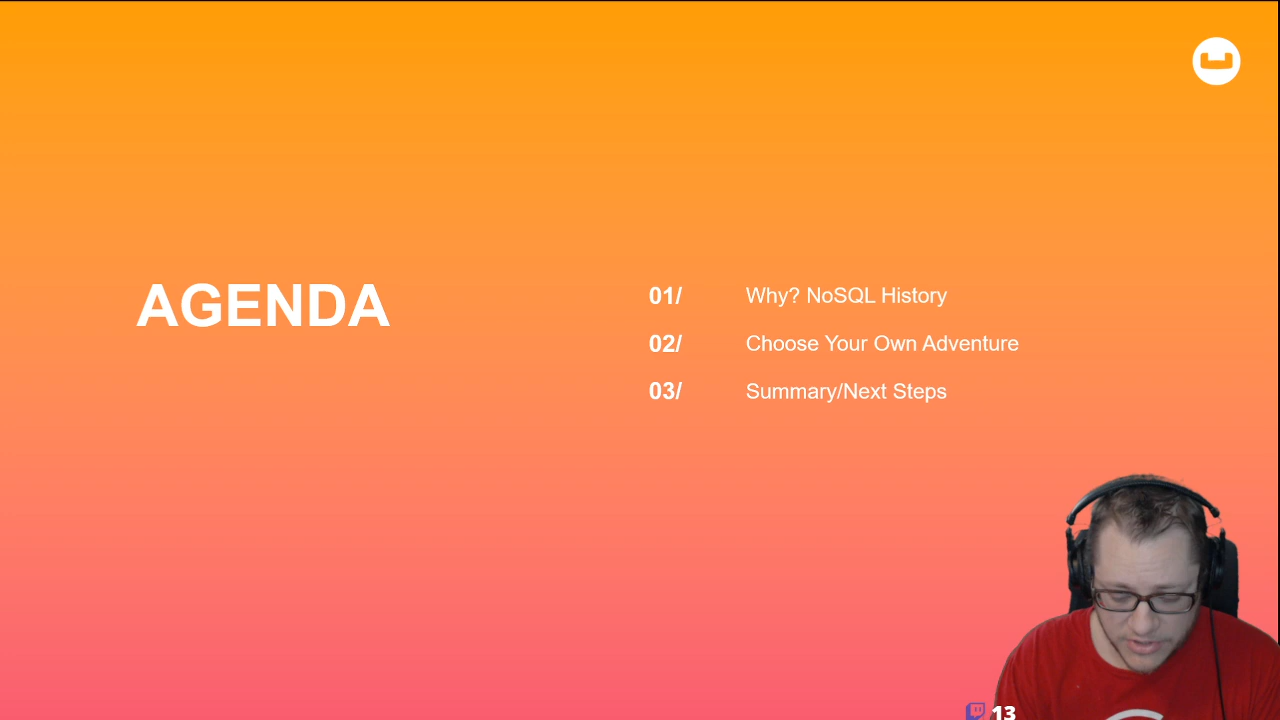 AGENDA
01/ Why? NoSQL History
02/ Choose Your Own Adventure
03/ Summary/Next Steps
13